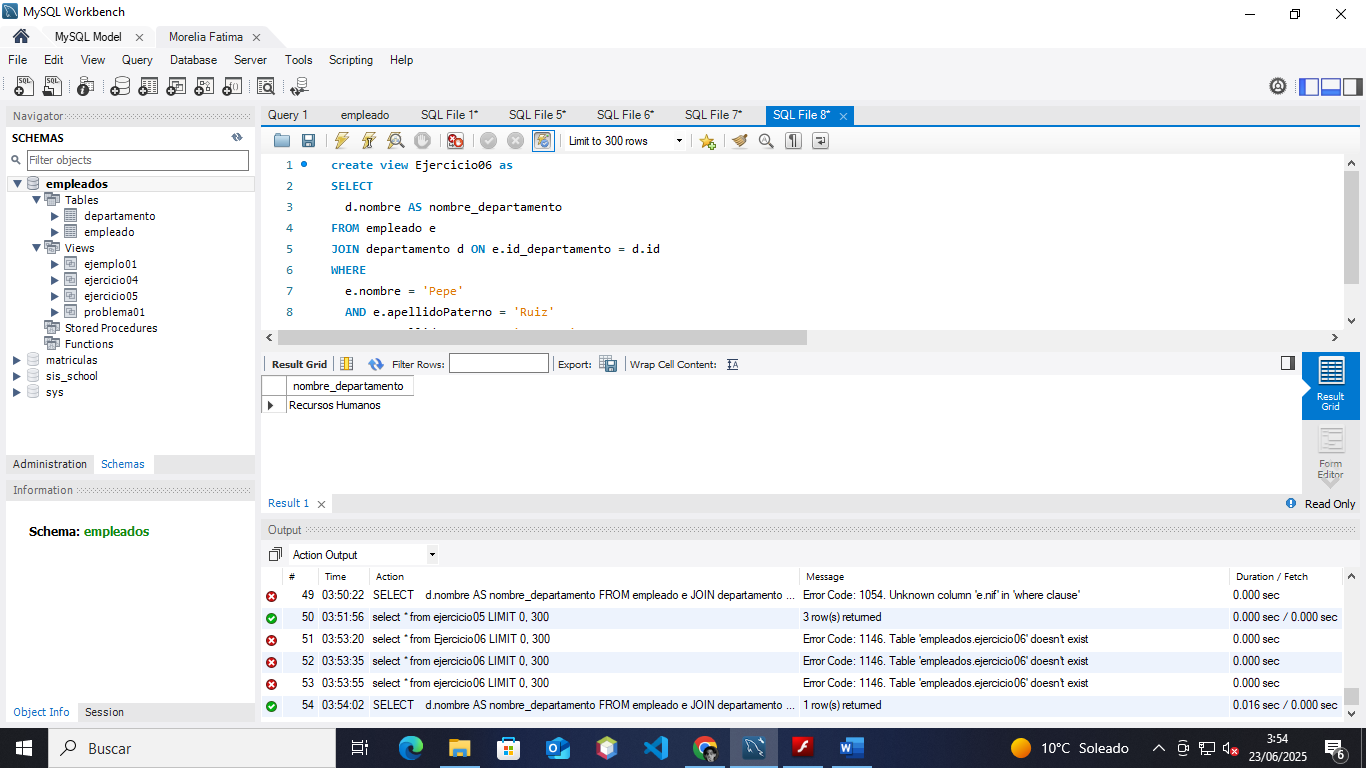 MySQL Workbench
MySQL Model
Morelia Fatima
File Edit View Query Database Server Tools Scripting Help
Navigator
SCHEMAS
Filter objects
empleados
Tables
departamento
empleado
Views
ejemplo01
ejercicio04
ejercicio05
problema01
Stored Procedures
Functions
matriculas
sis_school
sys
Administration Schemas
Information
Schema: empleados
Object Info Session
Query 1 empleado SQL File 1* SQL File 5* SQL File 6* SQL File 7* SQL File 8*
Limit to 300 rows
1 create view Ejercicio06 as
2 SELECT
3 d.nombre AS nombre_departamento
4 FROM empleado e
5 JOIN departamento d ON e.id_departamento = d.id
6 WHERE
7 e.nombre = 'Pepe'
8 AND e.apellidoPaterno = 'Ruiz'
Result Grid Filter Rows: Export: Wrap Cell Content:
nombre_departamento
Recursos Humanos
Result Grid
Form Editor
Result 1
Read Only
Output
Action Output
# Time Action Message Duration / Fetch
49 03:50:22 SELECT d.nombre AS nombre_departamento FROM empleado e JOIN departamento ... Error Code: 1054. Unknown column 'e.nif' in 'where clause' 0.000 sec
50 03:51:56 select * from ejercicio05 LIMIT 0, 300 3 row(s) returned 0.000 sec / 0.000 sec
51 03:53:20 select * from Ejercicio06 LIMIT 0, 300 Error Code: 1146. Table 'empleados.ejercicio06' doesn't exist 0.000 sec
52 03:53:35 select * from ejercicio06 LIMIT 0, 300 Error Code: 1146. Table 'empleados.ejercicio06' doesn't exist 0.000 sec
53 03:53:55 select * from ejercicio06 LIMIT 0, 300 Error Code: 1146. Table 'empleados.ejercicio06' doesn't exist 0.000 sec
54 03:54:02 SELECT d.nombre AS nombre_departamento FROM empleado e JOIN departamento ... 1 row(s) returned 0.016 sec / 0.000 sec
Buscar
10°C Soleado
3:54
23/06/2025
6